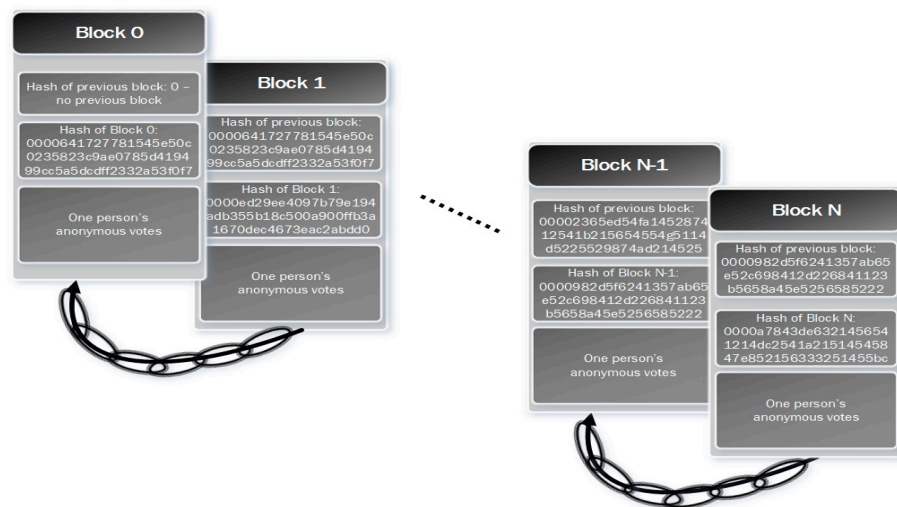 Block 0
Hash of previous block: 0 –
no previous block
Hash of Block 0:
0000641727781545e50c
0235823c9ae0785d4194
99cc5a5dcdff2332a53f0f7
One person's
anonymous votes
Block 1
Hash of previous block:
0000641727781545e50c
0235823c9ae0785d4194
99cc5a5dcdff2332a53f0f7
Hash of Block 1:
0000ed29ee4097b79e194
adb355b18c500a900ffb3a
1670dec4673eac2abdd0
One person's
anonymous votes
Block N-1
Hash of previous block:
00002365ed54fa1452874
12541b215654554g5114
d5225529874ad214525
Hash of Block N-1:
0000982d5f6241357ab65
e52c698412d226841123
b5658a45e5256585222
One person's
anonymous votes
Block N
Hash of previous block:
0000982d5f6241357ab65
e52c698412d226841123
b5658a45e5256585222
Hash of Block N:
0000a7843de632145654
1214dc2541a215145458
47e852156333251455bc
One person's
anonymous votes